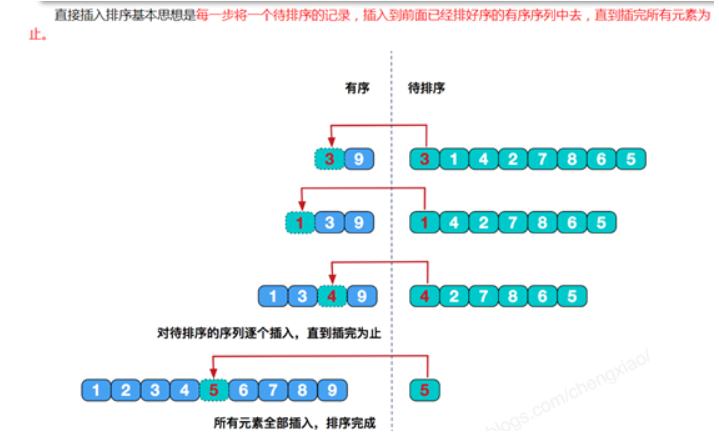 直接插入排序基本思想是每一步将一个待排序的记录，插入到前面已经排好序的有序序列中去，直到插完所有元素为
止。
有序 待排序
3 9 3 1 4 2 7 8 6 5
1 3 9 1 4 2 7 8 6 5
1 3 4 9 4 2 7 8 6 5
对待排序的序列逐个插入，直到插完为止
1 2 3 4 5 6 7 8 9 5
所有元素全部插入，排序完成
blogs.com/chengxiao/